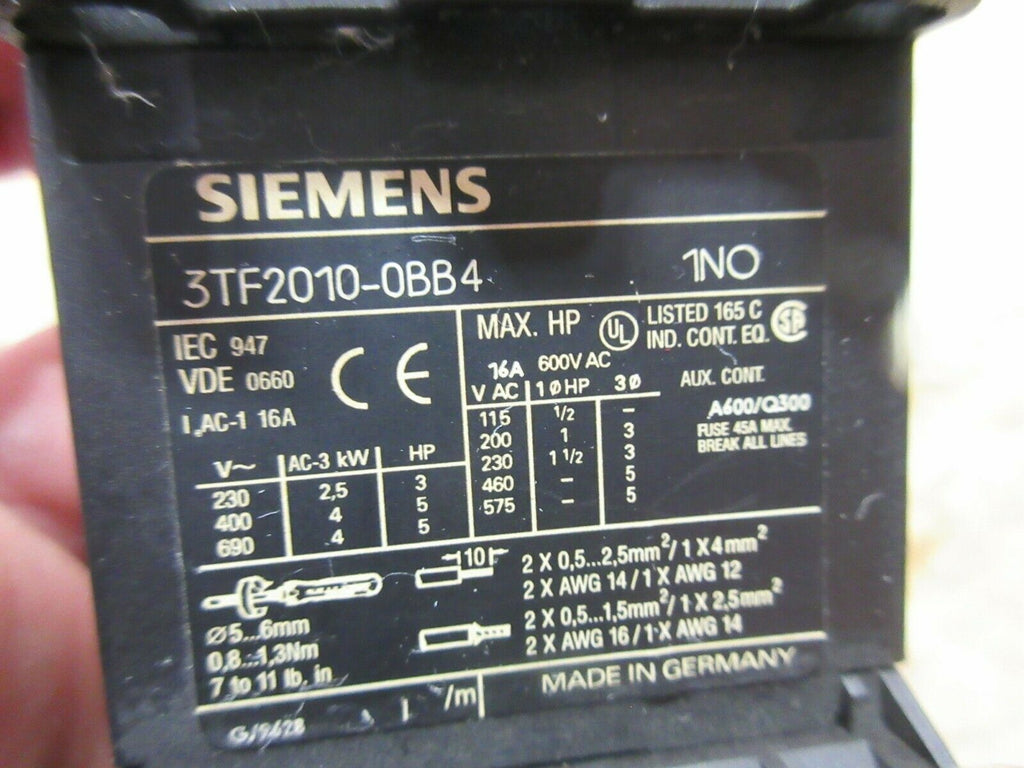 SIEMENS
3TF2010-0BB4 1NO
IEC 947
VDE 0660
CE
Ie AC-1 16A
V~ AC-3 kW HP
230 2,5 3
400 4 5
690 4 5
MAX. HP UL LISTED 165 C SA
IND. CONT. EQ.
16A 600V AC
V AC 1ØHP 3Ø
115 1/2 –
200 1 3
230 1 1/2 3
460 – 5
575 – 5
AUX. CONT.
A600/Q300
FUSE 45A MAX.
BREAK ALL LINES
10
2 X 0,5...2,5mm²/1 X 4mm²
2 X AWG 14/1 X AWG 12
2 X 0,5...1,5mm²/1 X 2,5mm²
2 X AWG 16/1 X AWG 14
Ø5...6mm
0,8...1,3Nm
7 to 11 lb. in
/m
MADE IN GERMANY